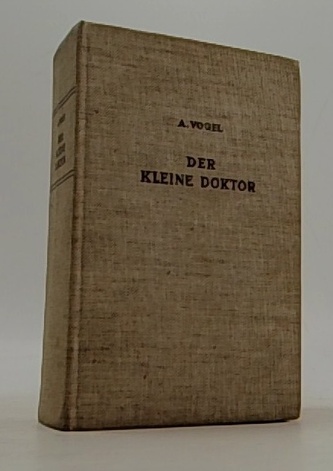 A. VOGEL
DER
KLEINE DOKTOR